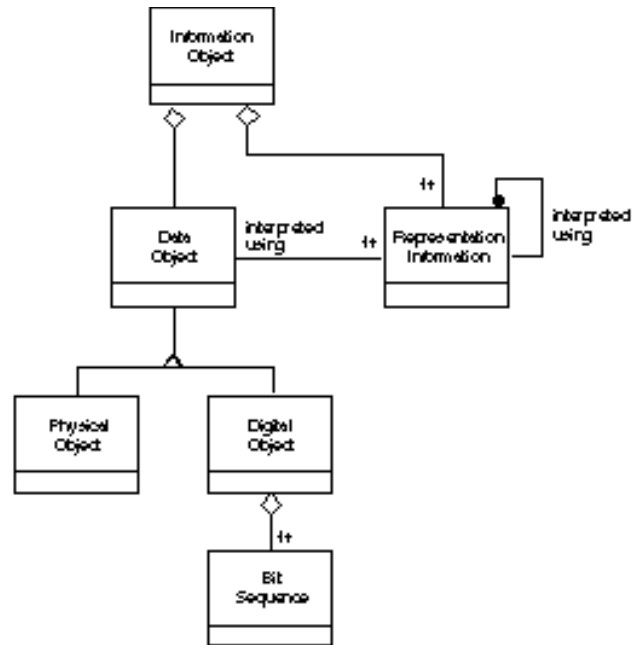 Information
Object
1+
Data
Object
interpreted
using
1+
Representation
Information
interpreted
using
Physical
Object
Digital
Object
1+
Bit
Sequence